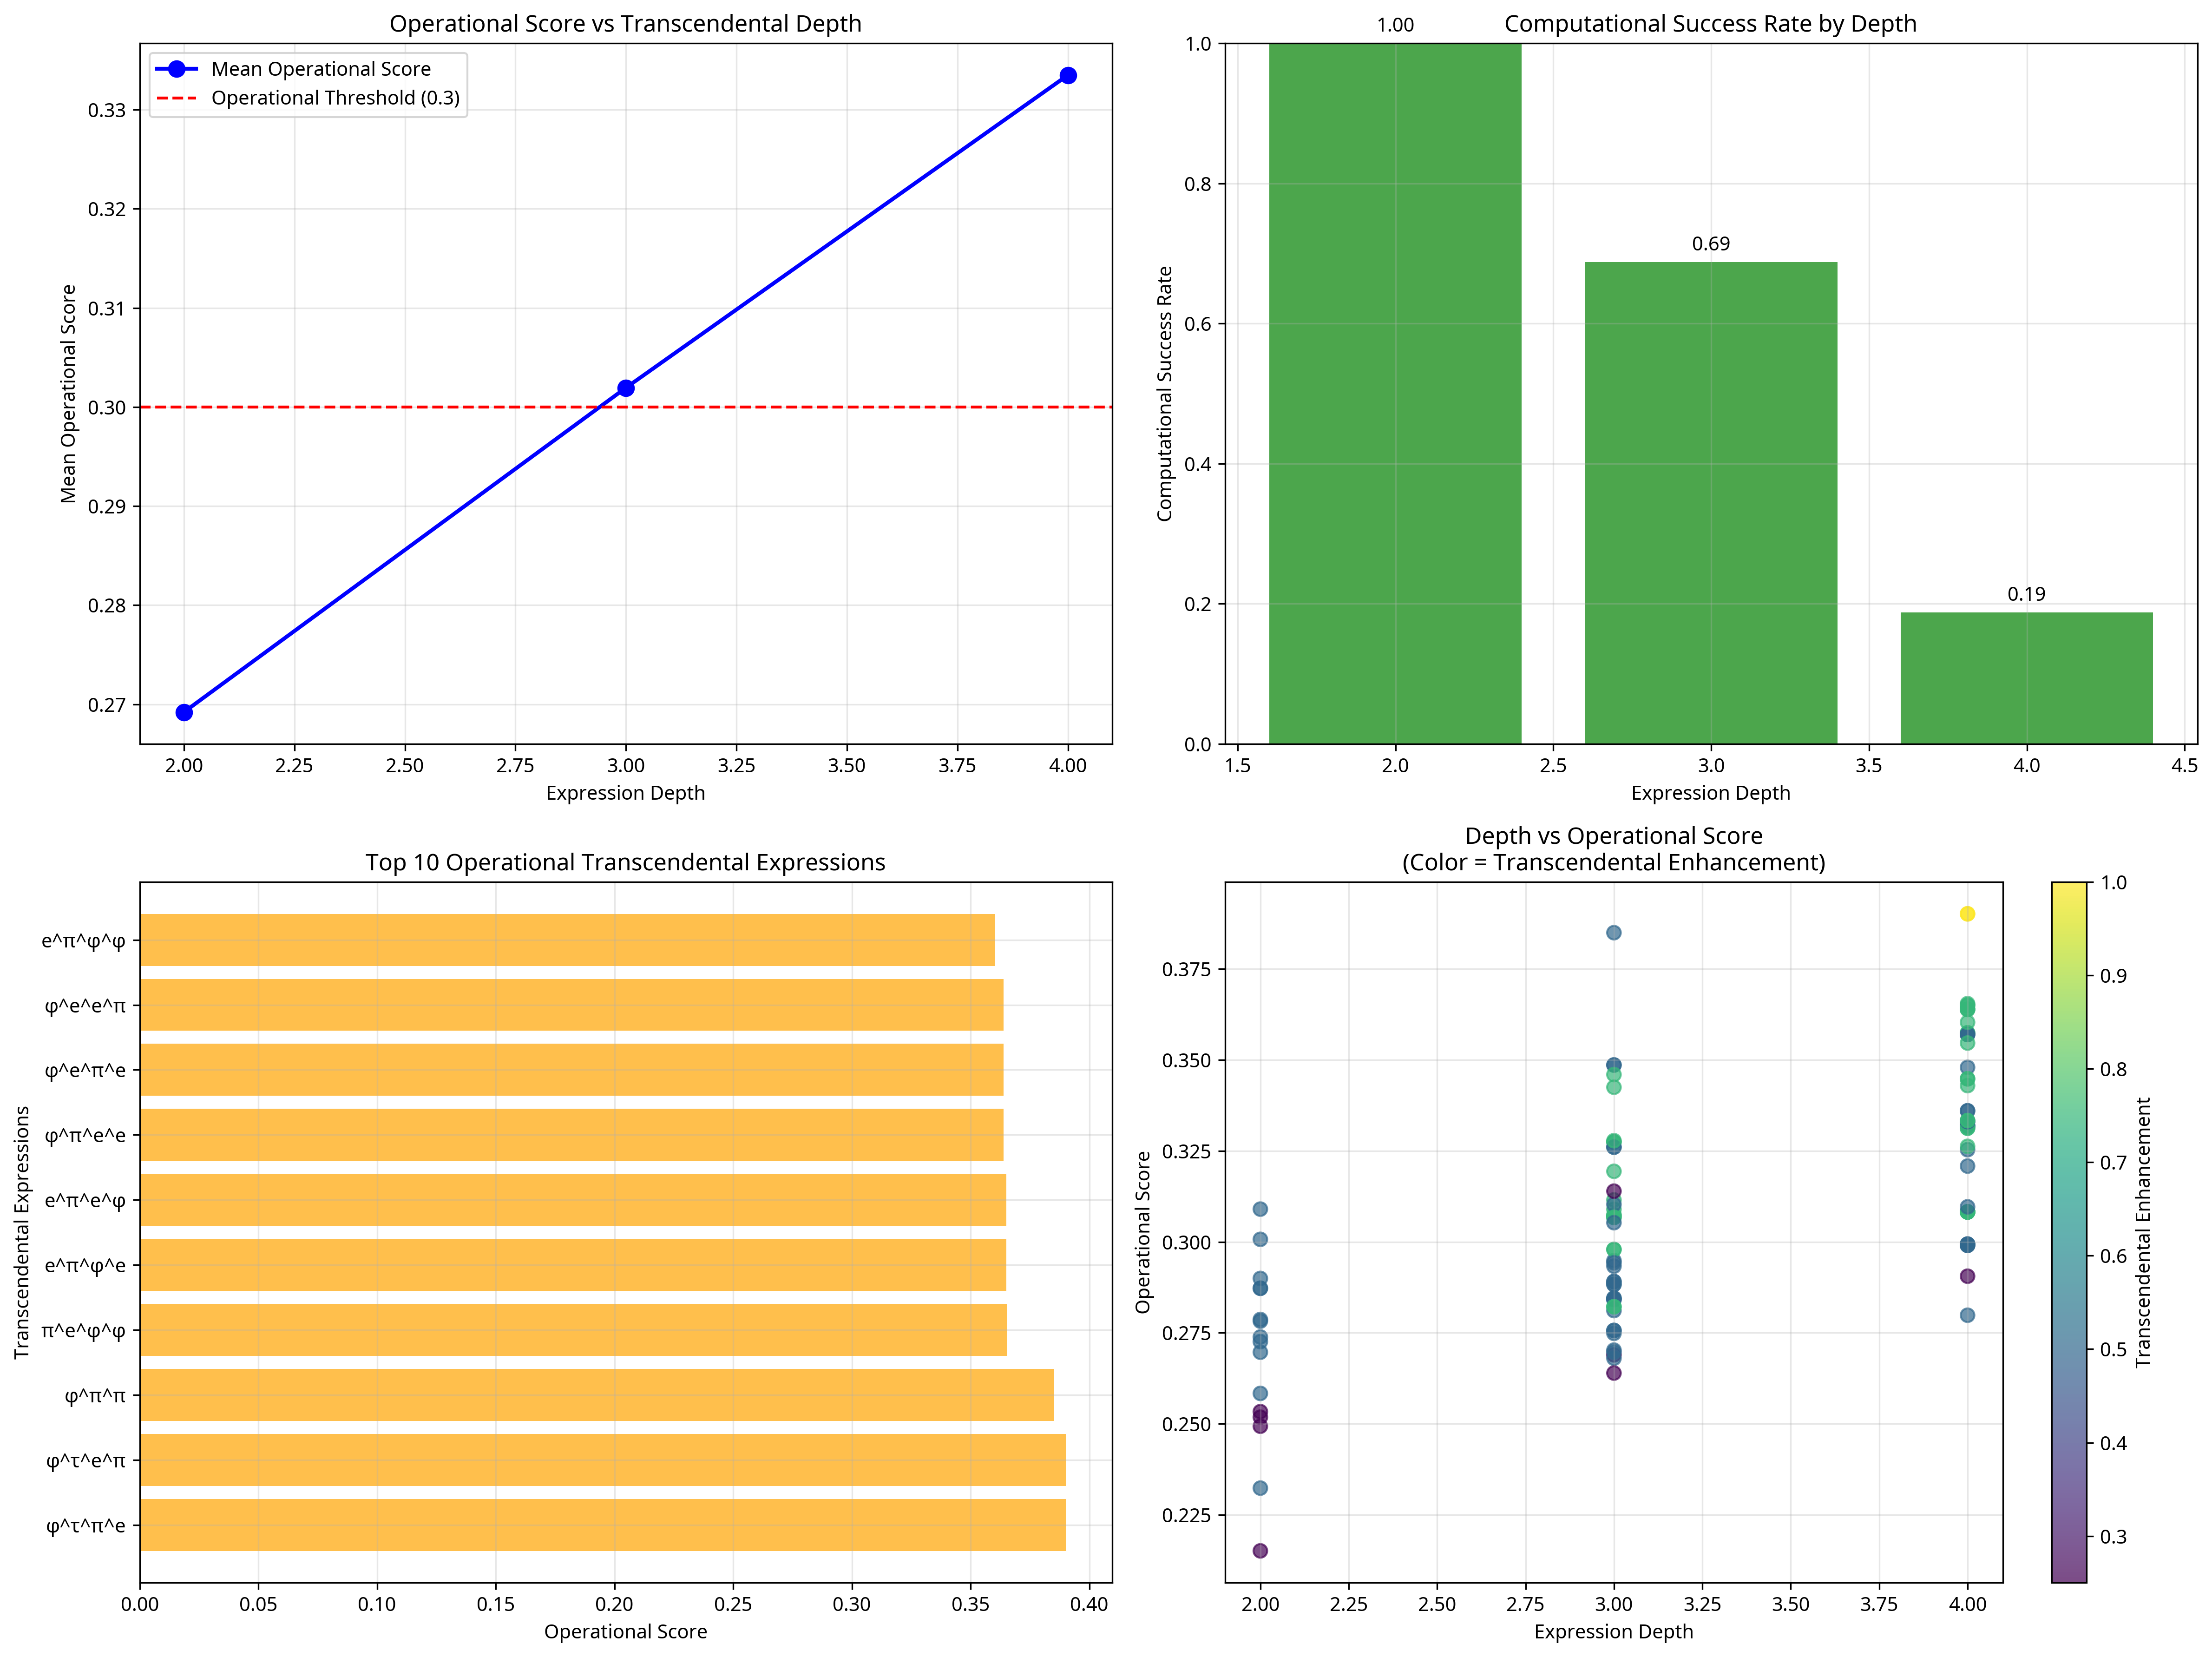 Operational Score vs Transcendental Depth
Mean Operational Score
Operational Threshold (0.3)
0.33
0.32
0.31
0.30
0.29
0.28
0.27
Mean Operational Score
2.00 2.25 2.50 2.75 3.00 3.25 3.50 3.75 4.00
Expression Depth
Computational Success Rate by Depth
1.00
0.69
0.19
1.0
0.8
0.6
0.4
0.2
0.0
Computational Success Rate
1.5 2.0 2.5 3.0 3.5 4.0 4.5
Expression Depth
Top 10 Operational Transcendental Expressions
e^π^φ^φ
φ^e^e^π
φ^e^π^e
φ^π^e^e
e^π^e^φ
e^π^φ^e
π^e^φ^φ
φ^π^π
φ^τ^e^π
φ^τ^π^e
Transcendental Expressions
0.00 0.05 0.10 0.15 0.20 0.25 0.30 0.35 0.40
Operational Score
Depth vs Operational Score
(Color = Transcendental Enhancement)
0.375
0.350
0.325
0.300
0.275
0.250
0.225
Operational Score
2.00 2.25 2.50 2.75 3.00 3.25 3.50 3.75 4.00
Expression Depth
1.0
0.9
0.8
0.7
0.6
0.5
0.4
0.3
Transcendental Enhancement